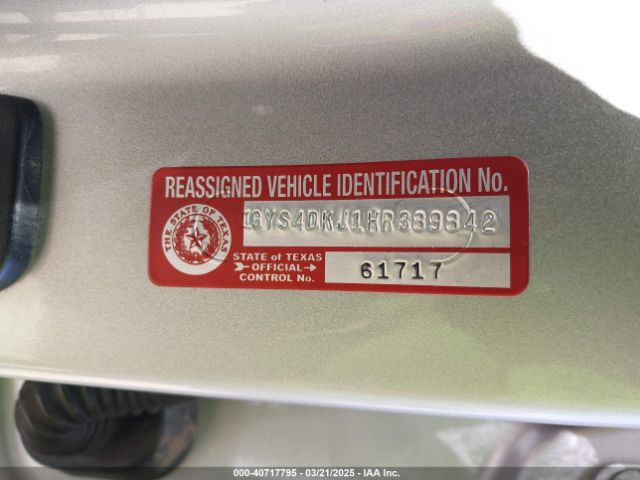 REASSIGNED VEHICLE IDENTIFICATION No.
1GYS4DKJ1HR389842
THE STATE OF TEXAS
STATE of TEXAS
OFFICIAL
CONTROL No.
61717
000-40717795 - 03/21/2025 - IAA Inc.